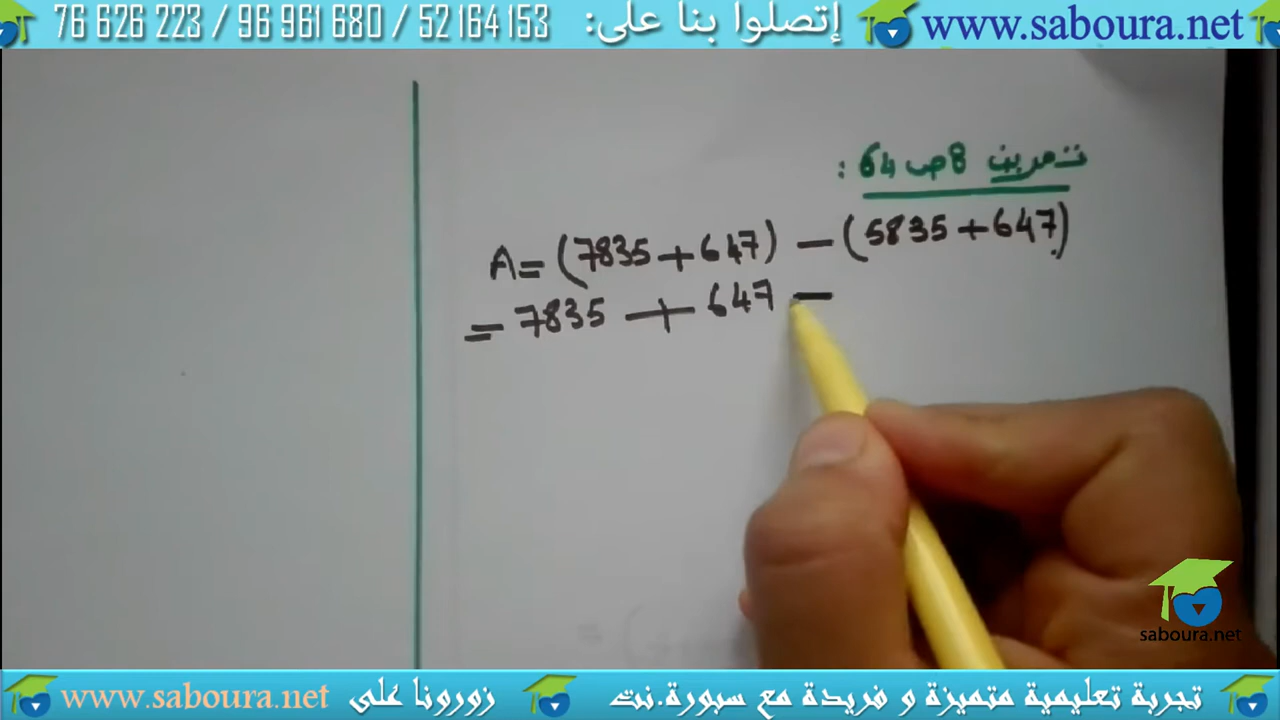 76 626 223 / 96 961 680 / 52 164 153 إتصلوا بنا على: www.saboura.net
تمرين 8 ص 64 :
A = (7835 + 647) − (5835 + 647)
= 7835 + 647 −
saboura.net
تجربة تعليمية متميزة و فريدة مع سبورة.نت زورونا على www.saboura.net